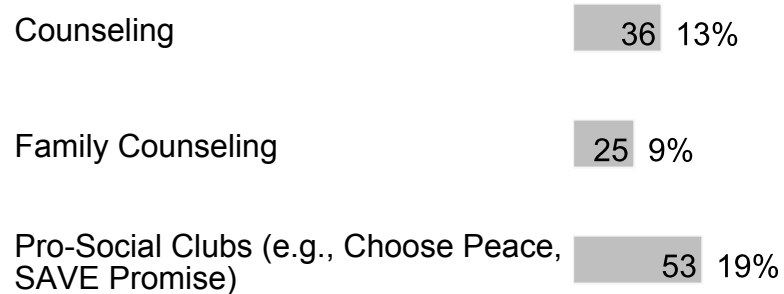 Counseling 36 13%
Family Counseling 25 9%
Pro-Social Clubs (e.g., Choose Peace,
SAVE Promise) 53 19%